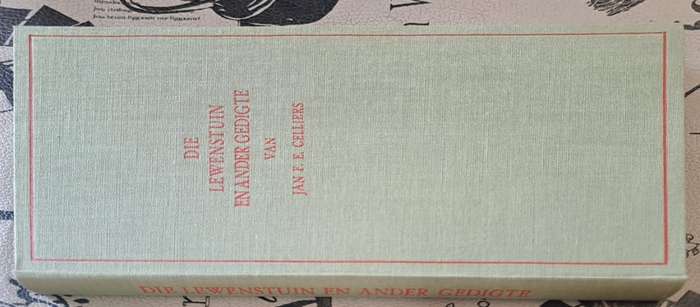 DIE
LEWENSTUIN
EN ANDER GEDIGTE
VAN
JAN F. E. CELLIERS
DIE LEWENSTUIN EN ANDER GEDIGTE